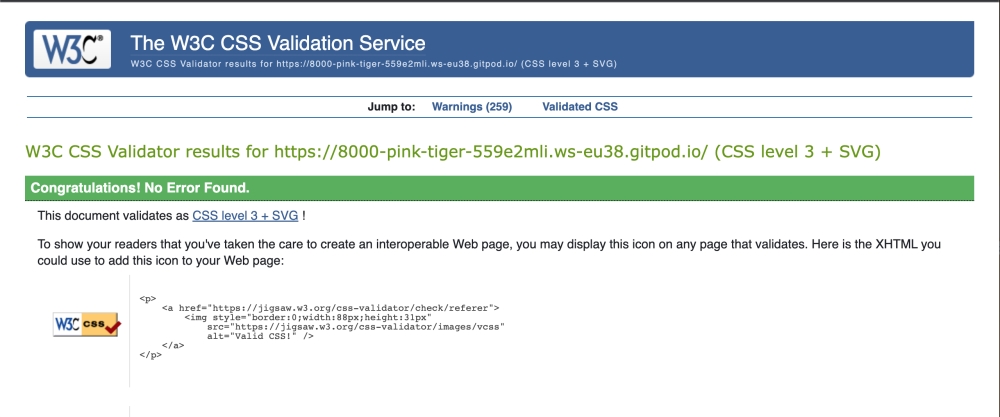 W3C® The W3C CSS Validation Service
W3C CSS Validator results for https://8000-pink-tiger-559e2mli.ws-eu38.gitpod.io/ (CSS level 3 + SVG)
Jump to: Warnings (259) Validated CSS
W3C CSS Validator results for https://8000-pink-tiger-559e2mli.ws-eu38.gitpod.io/ (CSS level 3 + SVG)
Congratulations! No Error Found.
This document validates as CSS level 3 + SVG !
To show your readers that you've taken the care to create an interoperable Web page, you may display this icon on any page that validates. Here is the XHTML you
could use to add this icon to your Web page:
W3C css
<p>
    <a href="https://jigsaw.w3.org/css-validator/check/referer">
        <img style="border:0;width:88px;height:31px"
            src="https://jigsaw.w3.org/css-validator/images/vcss"
            alt="Valid CSS!" />
    </a>
</p>